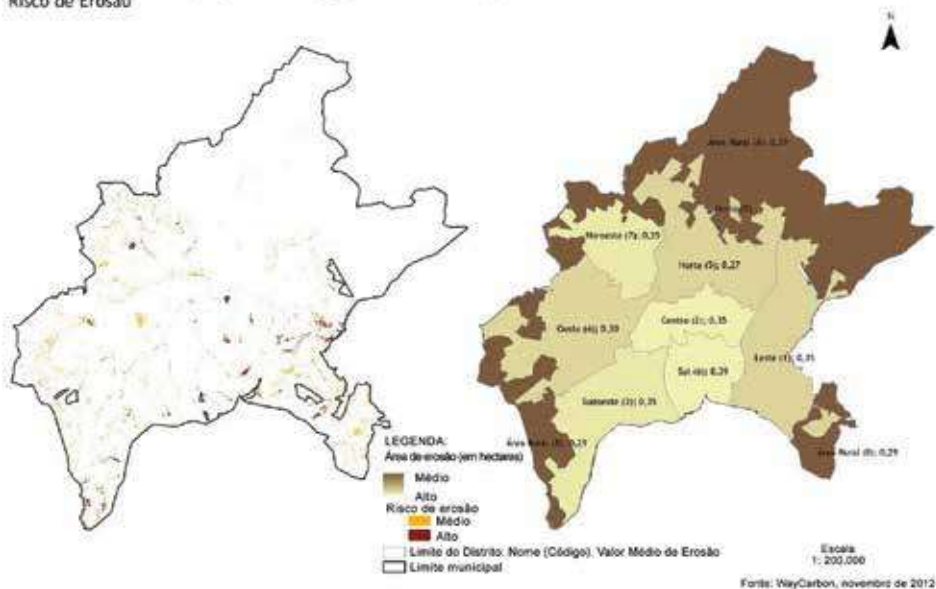 Risco de Erosão
N
Área Rural (8); 0,29
Noroeste (7); 0,35
Norte (5); 0,27
Oeste (4); 0,30
Centro (2); 0,35
Leste (1); 0,35
Sul (6); 0,39
Sudoeste (3); 0,35
Área Rural (8); 0,29
Área Rural (8); 0,29
LEGENDA:
Área de erosão (em hectares)
Médio
Alto
Risco de erosão
Médio
Alto
Limite do Distrito: Nome (Código). Valor Médio de Erosão
Limite municipal
Escala
1: 200.000
Fonte: WayCarbon, novembro de 2012